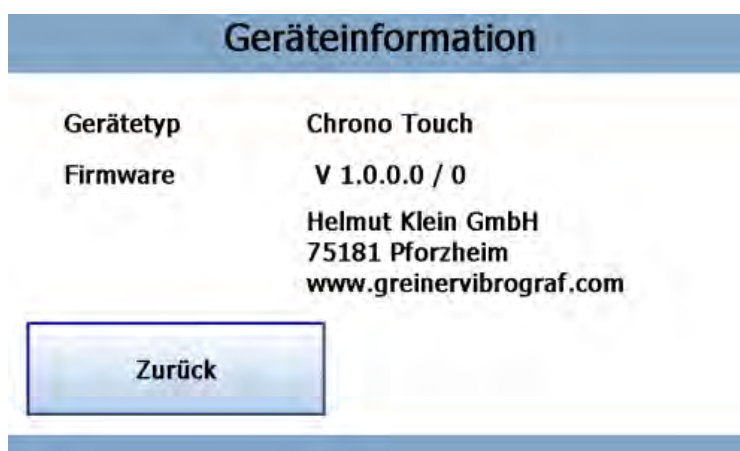 Geräteinformation
Gerätetyp Chrono Touch
Firmware V 1.0.0.0 / 0
Helmut Klein GmbH
75181 Pforzheim
www.greinervibrograf.com
Zurück